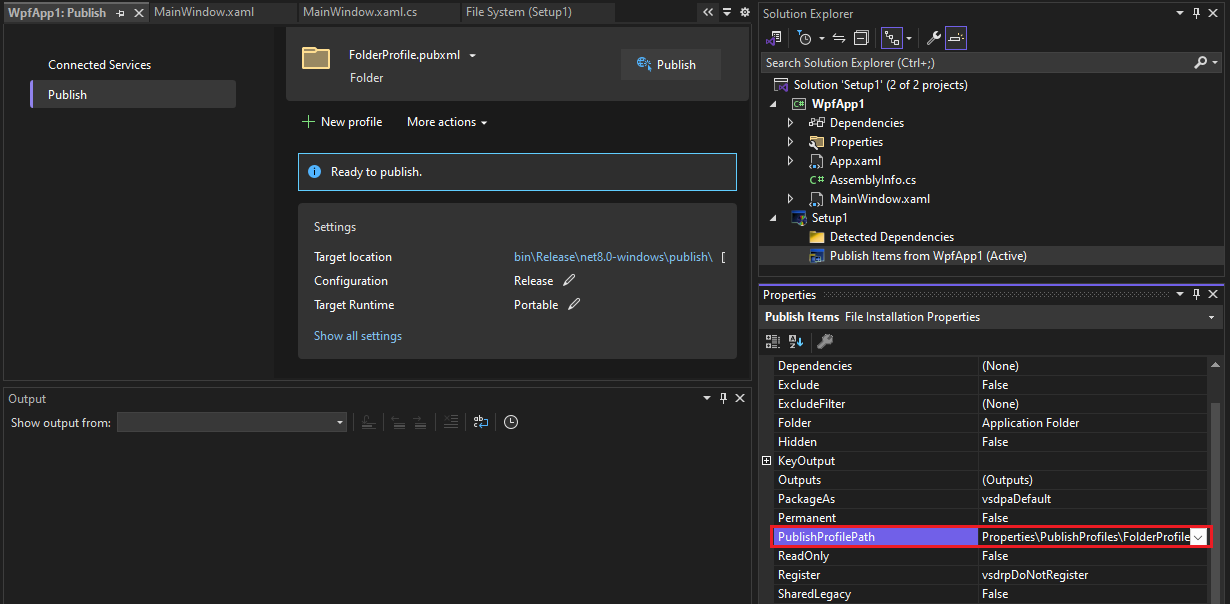 WpfApp1: Publish
MainWindow.xaml
MainWindow.xaml.cs
File System (Setup1)
Connected Services
Publish
FolderProfile.pubxml
Folder
Publish
New profile
More actions
Ready to publish.
Settings
Target location bin\Release\net8.0-windows\publish\
Configuration Release
Target Runtime Portable
Show all settings
Output
Show output from:
Solution Explorer
Search Solution Explorer (Ctrl+;)
Solution 'Setup1' (2 of 2 projects)
C# WpfApp1
Dependencies
Properties
App.xaml
C# AssemblyInfo.cs
MainWindow.xaml
Setup1
Detected Dependencies
Publish Items from WpfApp1 (Active)
Properties
Publish Items File Installation Properties
Dependencies (None)
Exclude False
ExcludeFilter (None)
Folder Application Folder
Hidden False
KeyOutput
Outputs (Outputs)
PackageAs vsdpaDefault
Permanent False
PublishProfilePath Properties\PublishProfiles\FolderProfile
ReadOnly False
Register vsdrpDoNotRegister
SharedLegacy False